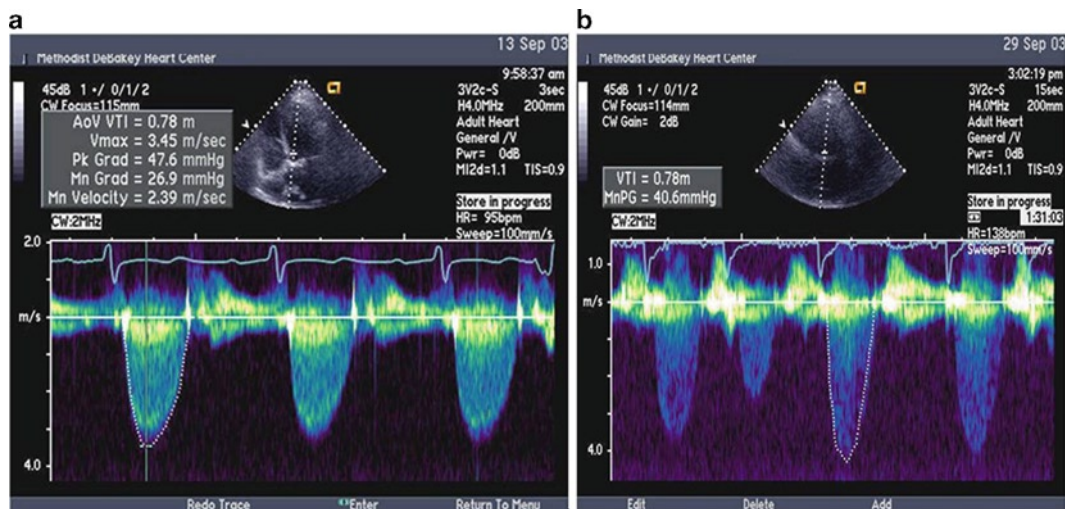 a
13 Sep 03
Methodist DeBakey Heart Center
9:58:37 am
45dB 1 •/ 0/1/2
CW Focus=115mm
3V2c-S 3sec
H4.0MHz 200mm
Adult Heart
General /V
Pwr= 0dB
MI2d=1.1 TIS=0.9
AoV VTI = 0.78 m
Vmax = 3.45 m/sec
Pk Grad = 47.6 mmHg
Mn Grad = 26.9 mmHg
Mn Velocity = 2.39 m/sec
Store in progress
HR= 95bpm
Sweep=100mm/s
CW:2MHz
2.0
m/s
4.0
Redo Trace
Enter
Return To Menu
b
29 Sep 03
Methodist DeBakey Heart Center
3:02:19 pm
45dB 1 •/ 0/1/2
CW Focus=114mm
CW Gain= 2dB
3V2c-S 15sec
H4.0MHz 200mm
Adult Heart
General /V
Pwr= 0dB
MI2d=1.1 TIS=0.9
VTI = 0.78m
MnPG = 40.6mmHg
Store in progress
1:31:03
HR=138bpm
Sweep=100mm/s
CW:2MHz
1.0
m/s
4.0
Edit
Delete
Add